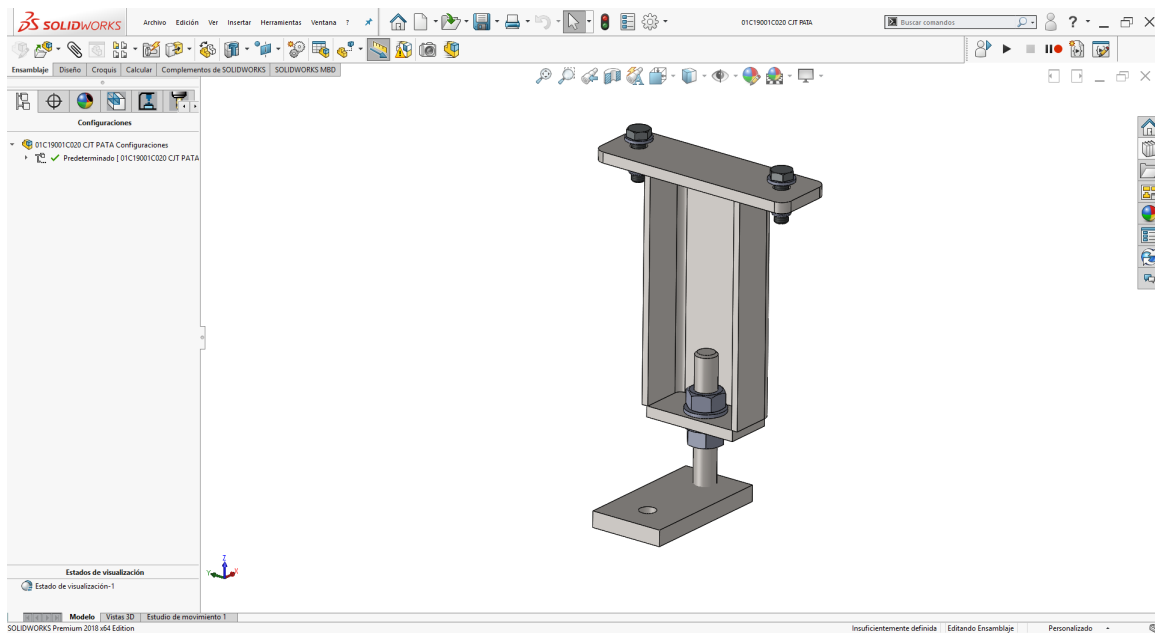 SOLIDWORKS Archivo Edición Ver Insertar Herramientas Ventana ? 01C19001C020 CJT PATA Buscar comandos ?
Ensamblaje Diseño Croquis Calcular Complementos de SOLIDWORKS SOLIDWORKS MBD
Configuraciones
01C19001C020 CJT PATA Configuraciones
Predeterminado [ 01C19001C020 CJT PATA
Z
Y X
Estados de visualización
Estado de visualización-1
Modelo Vistas 3D Estudio de movimiento 1
SOLIDWORKS Premium 2018 x64 Edition Insuficientemente definida Editando Ensamblaje Personalizado